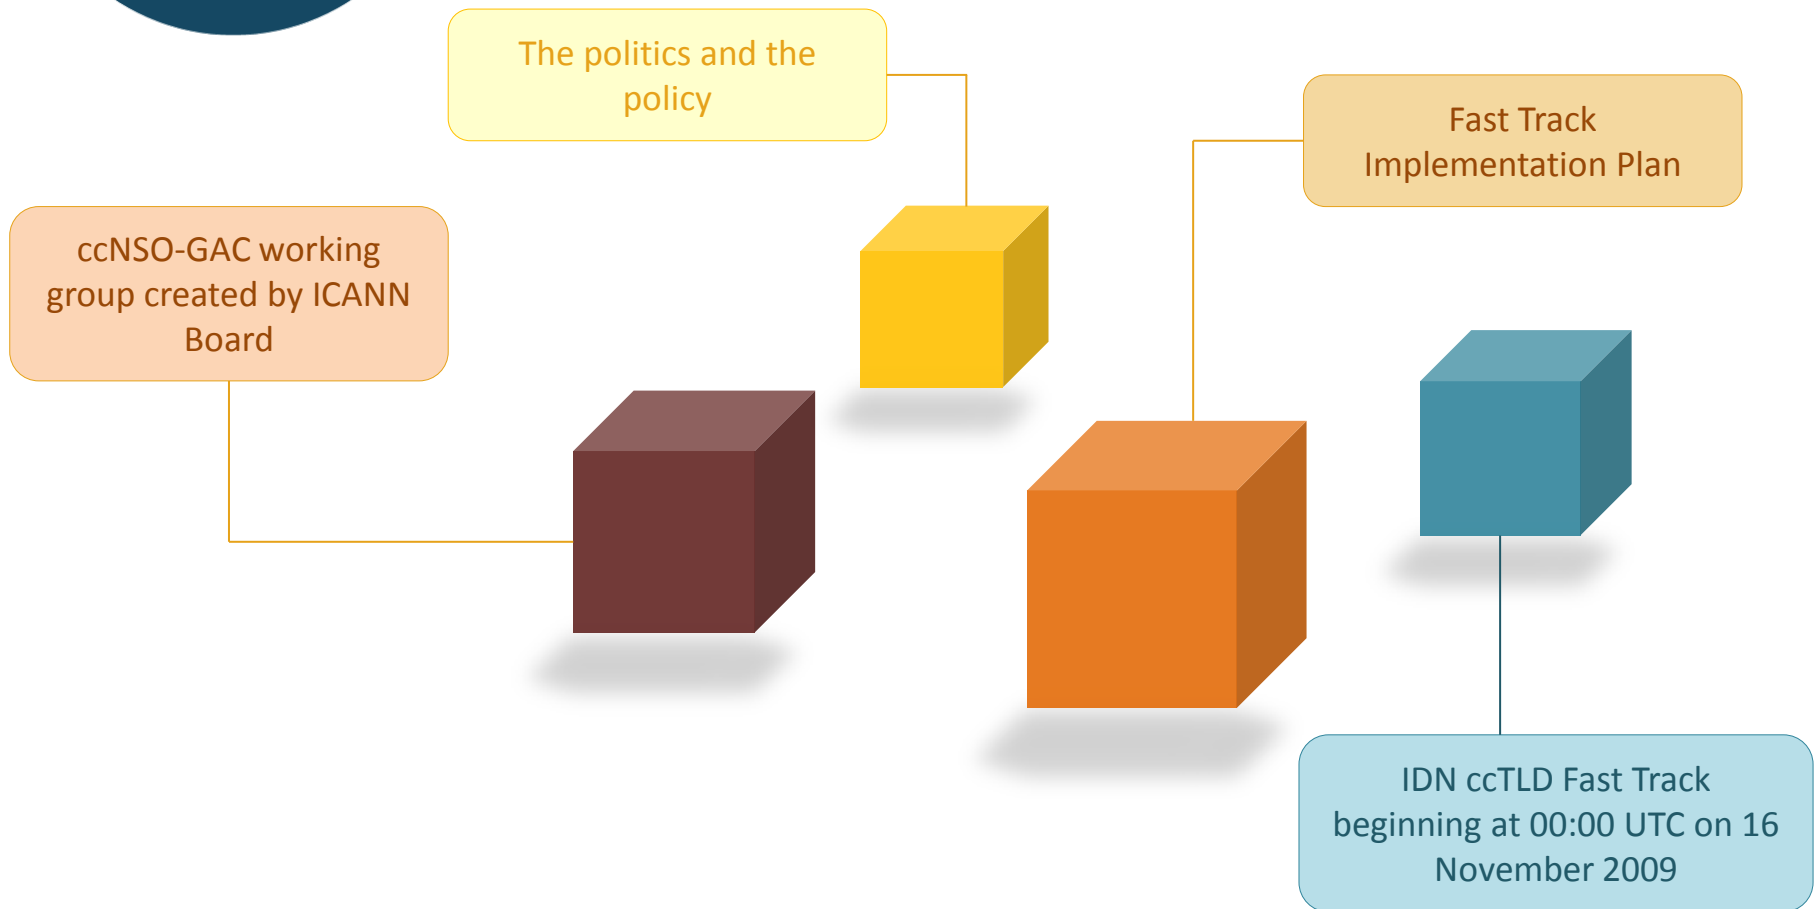 The politics and the
policy
Fast Track
Implementation Plan
ccNSO-GAC working
group created by ICANN
Board
IDN ccTLD Fast Track
beginning at 00:00 UTC on 16
November 2009